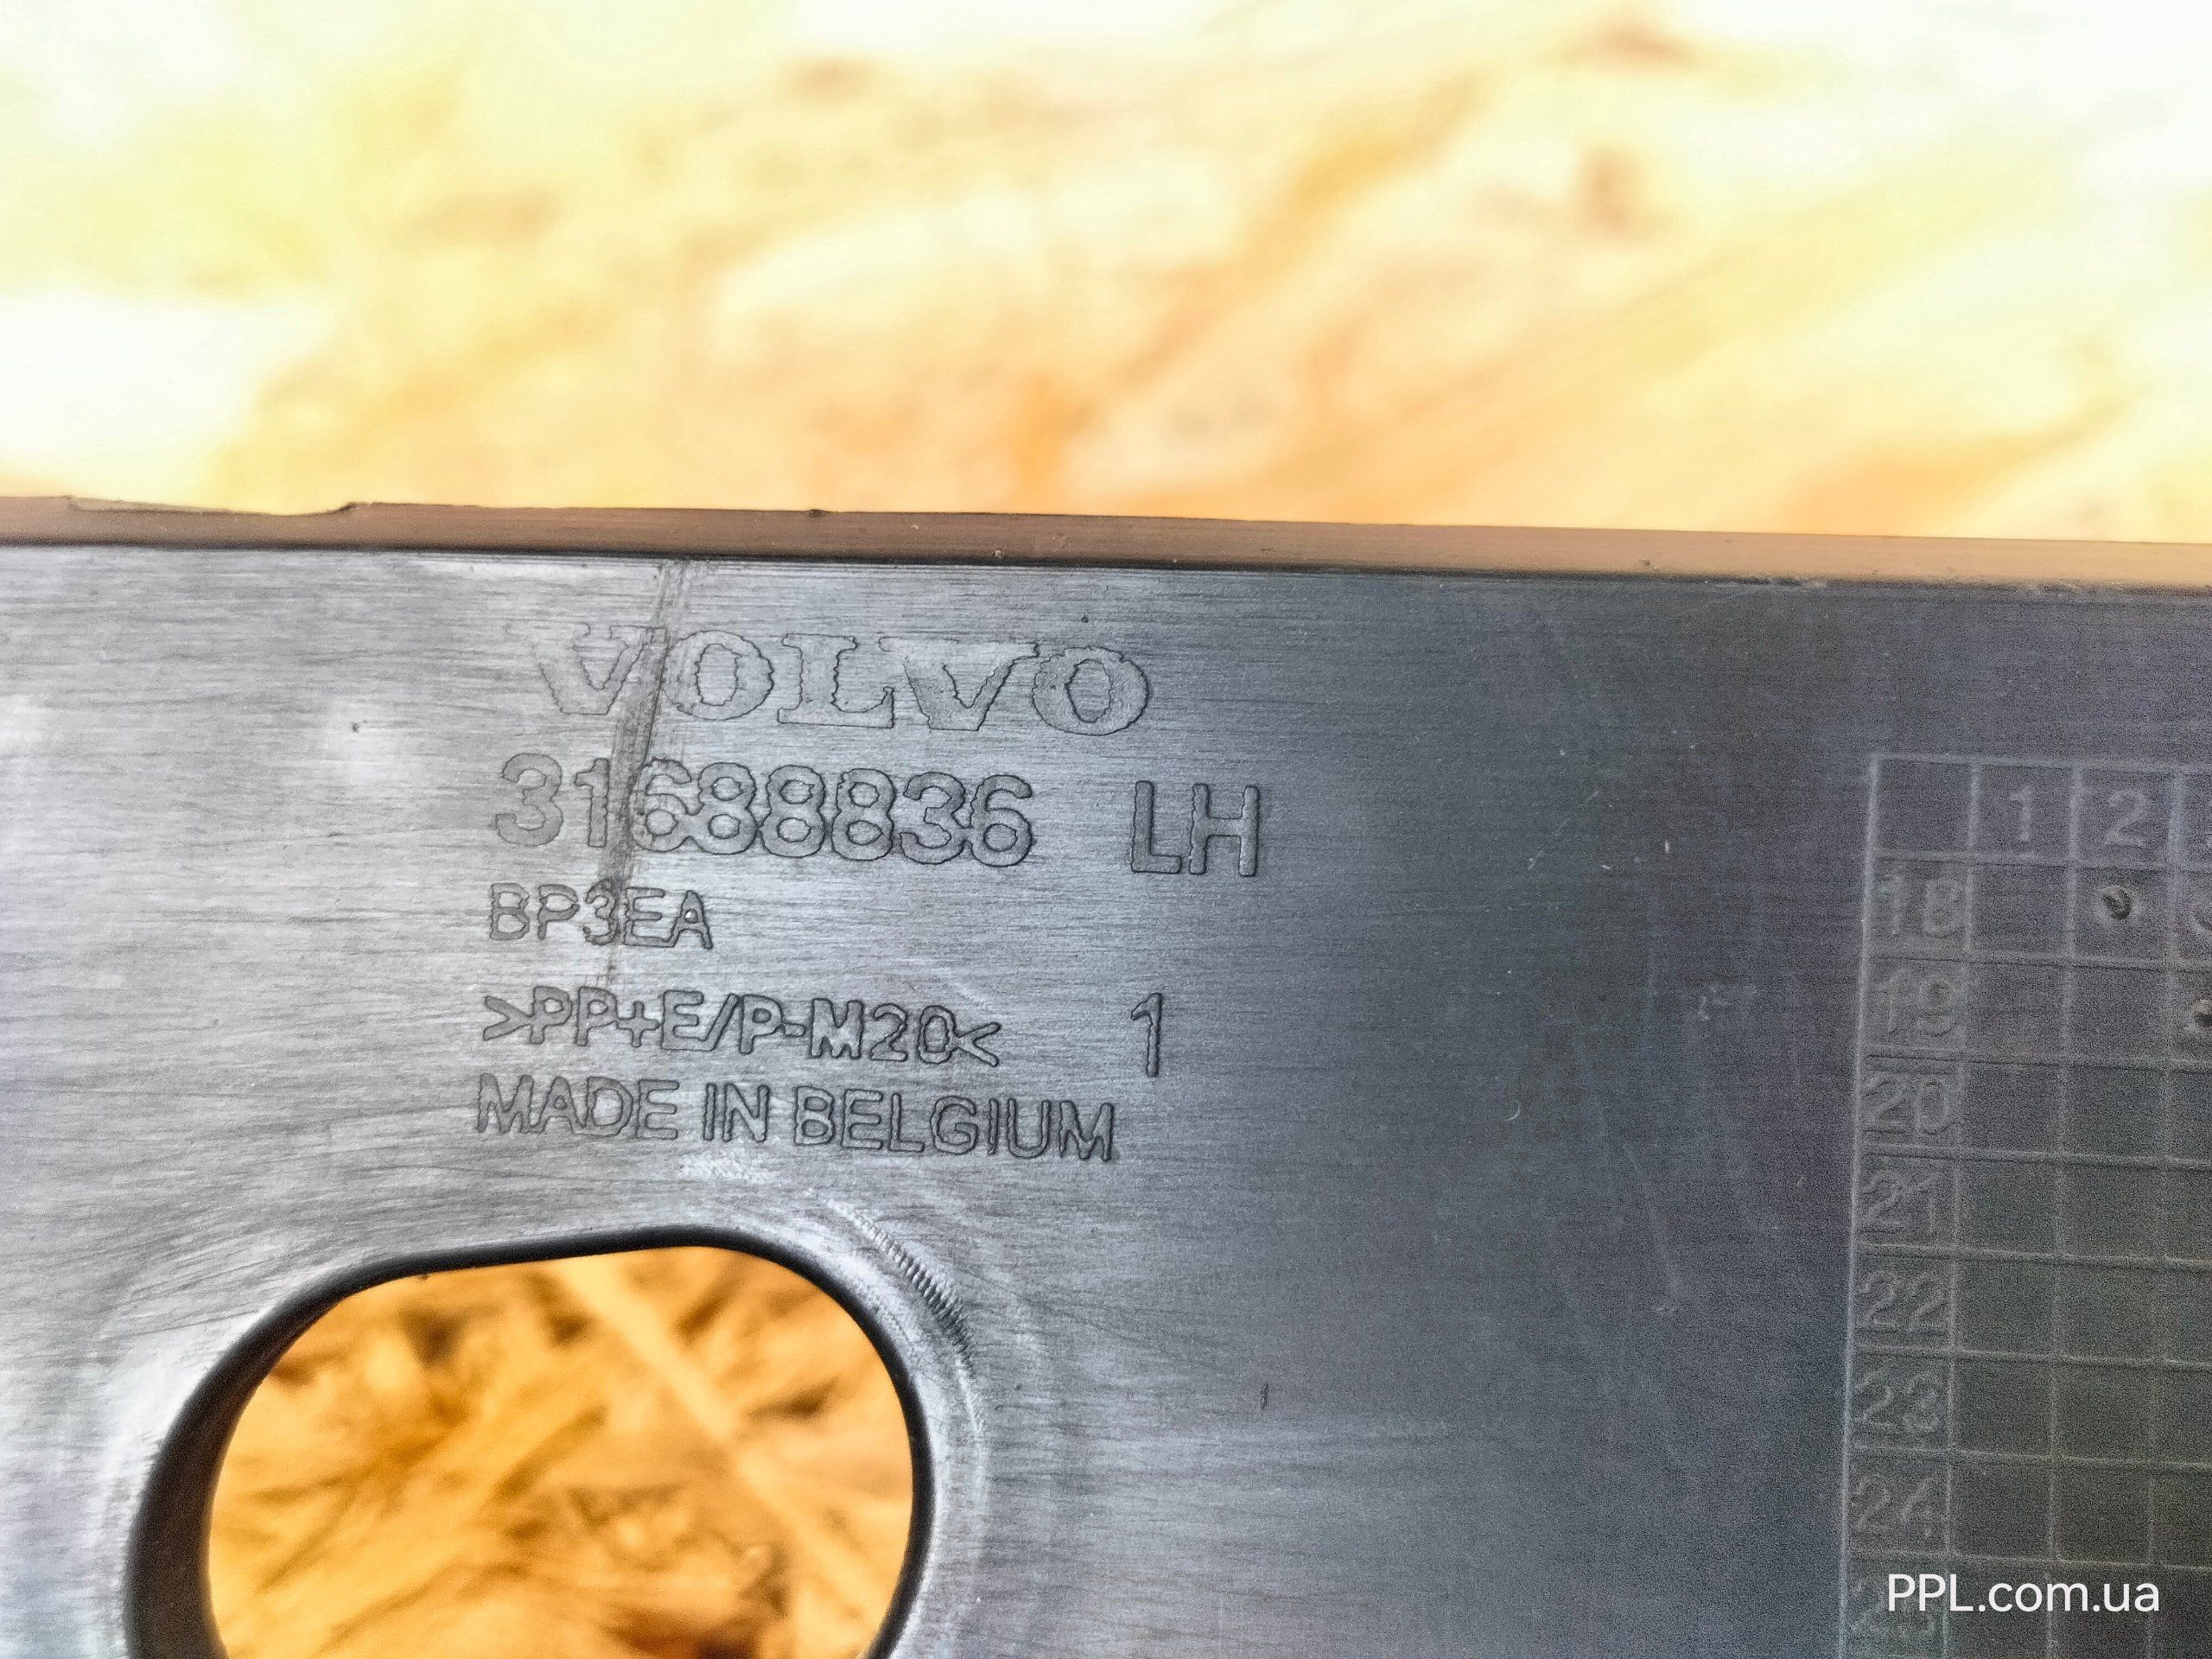 VOLVO
31688836 LH
BP3EA
>PP+E/P-M20< 1
MADE IN BELGIUM
1 2
18
19
20
21
22
23
24
25
PPL.com.ua